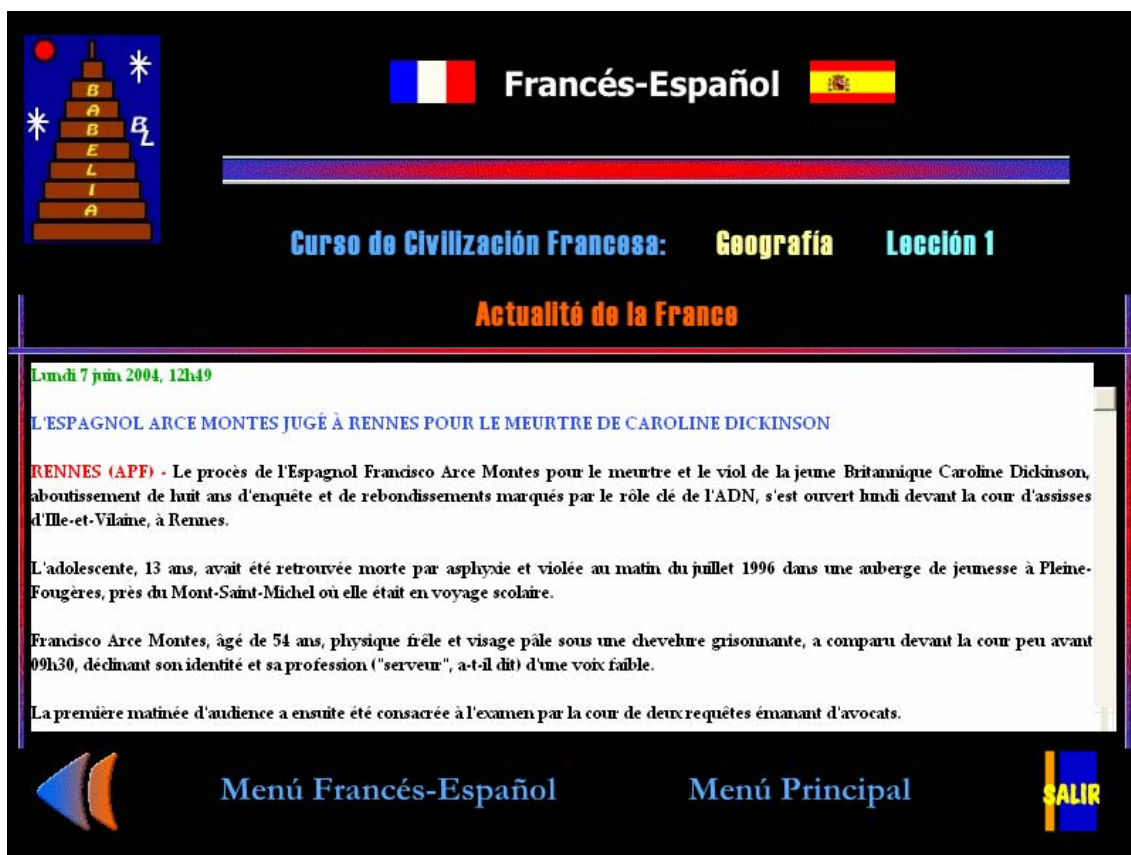 BABELIA
BL
Francés-Español
Curso de Civilización Francesa: Geografía Lección 1
Actualité de la France
Lundi 7 juin 2004, 12h49
L'ESPAGNOL ARCE MONTES JUGÉ À RENNES POUR LE MEURTRE DE CAROLINE DICKINSON
RENNES (APF) - Le procès de l'Espagnol Francisco Arce Montes pour le meurtre et le viol de la jeune Britannique Caroline Dickinson,
aboutissement de huit ans d'enquête et de rebondissements marqués par le rôle clé de l'ADN, s'est ouvert lundi devant la cour d'assisses
d'Ille-et-Vilaine, à Rennes.
L'adolescente, 13 ans, avait été retrouvée morte par asphyxie et violée au matin du juillet 1996 dans une auberge de jeunesse à Pleine-
Fougères, près du Mont-Saint-Michel où elle était en voyage scolaire.
Francisco Arce Montes, âgé de 54 ans, physique frêle et visage pâle sous une chevelure grisonnante, a comparu devant la cour peu avant
09h30, déclinant son identité et sa profession ("serveur", a-t-il dit) d'une voix faible.
La première matinée d'audience a ensuite été consacrée à l'examen par la cour de deux requêtes émanant d'avocats.
Menú Francés-Español Menú Principal SALIR